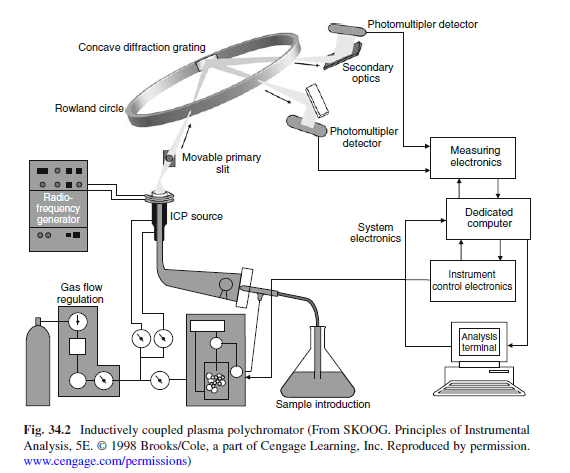 Photomultipler detector
Concave diffraction grating
Secondary
optics
Rowland circle
Photomultipler
detector
Measuring
electronics
Movable primary
slit
Radio-
frequency
generator
ICP source
Dedicated
computer
System
electronics
Instrument
control electronics
Gas flow
regulation
Analysis
terminal
Sample introduction
Fig. 34.2 Inductively coupled plasma polychromator (From SKOOG. Principles of Instrumental
Analysis, 5E. © 1998 Brooks/Cole, a part of Cengage Learning, Inc. Reproduced by permission.
www.cengage.com/permissions)